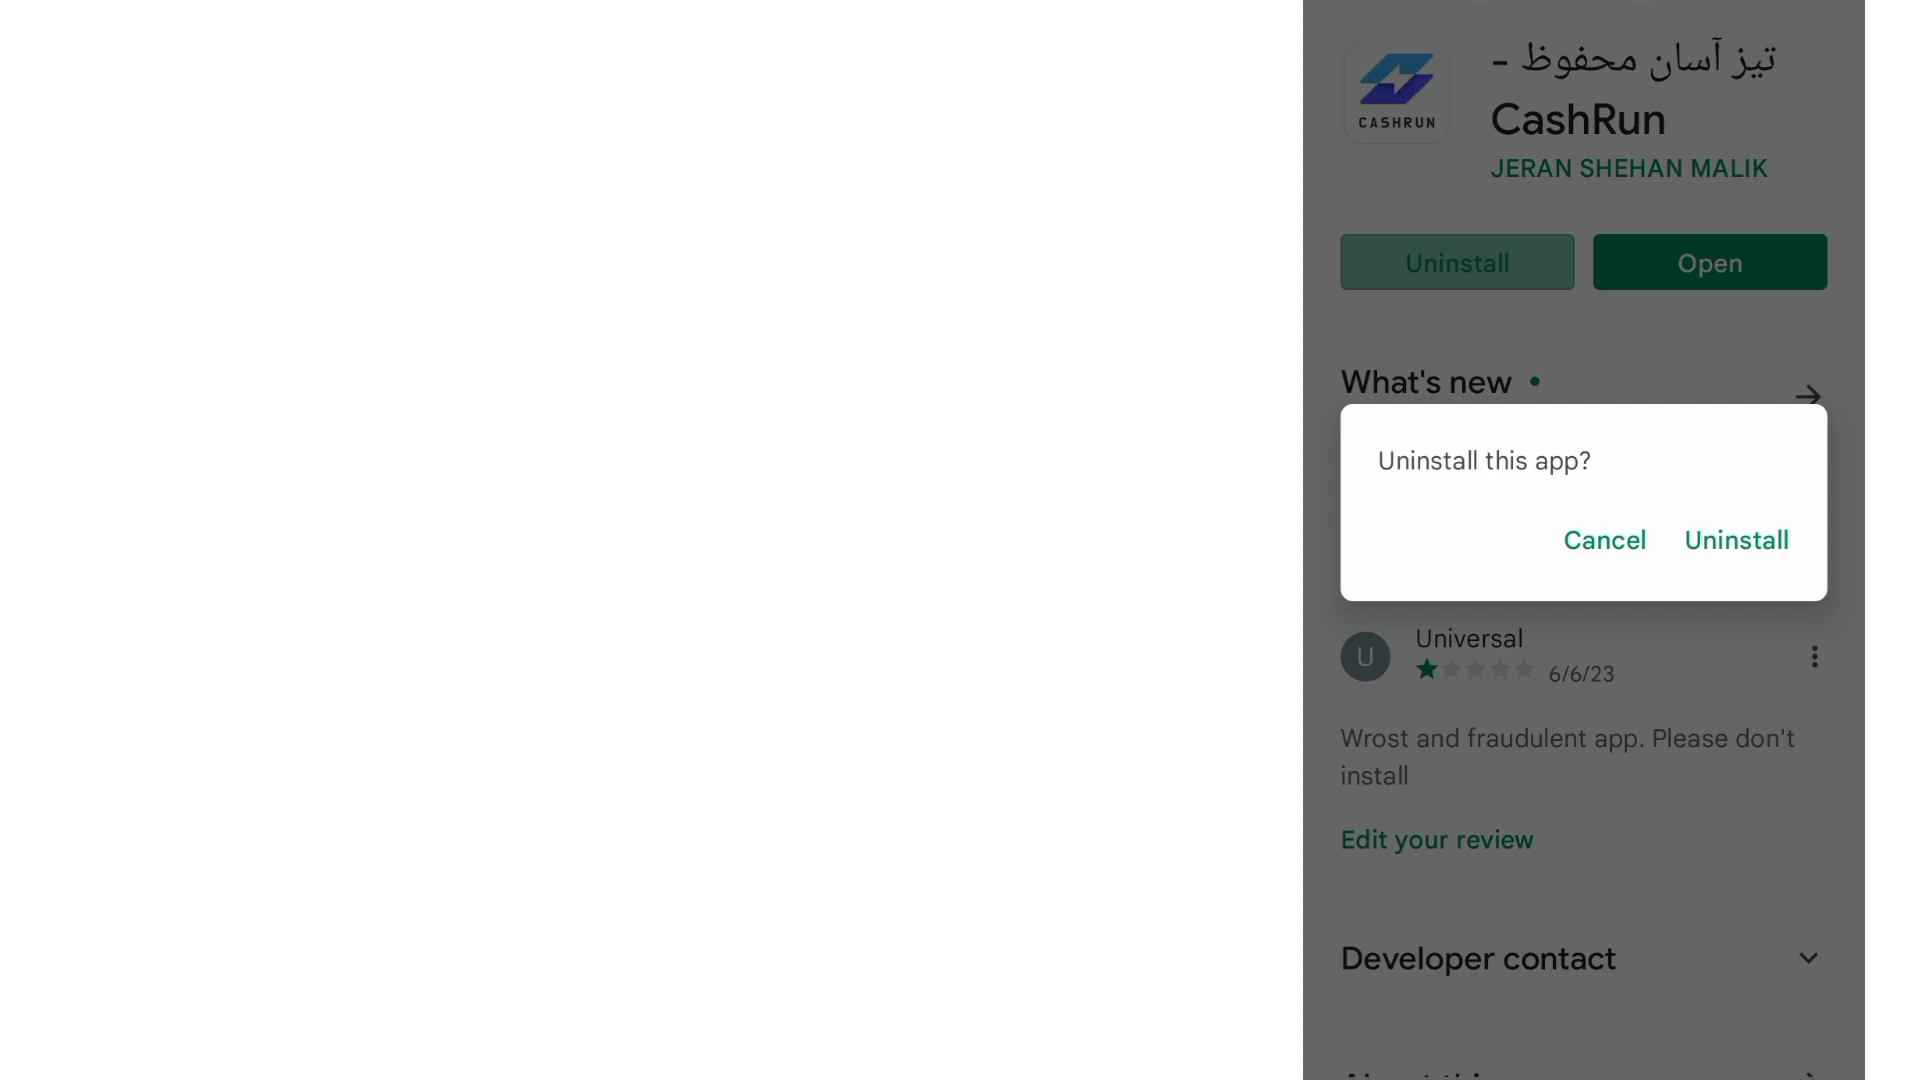 تیز آسان محفوظ -
CASHRUN
CashRun
JERAN SHEHAN MALIK
Uninstall
Open
What's new
Uninstall this app?
Cancel
Uninstall
U
Universal
6/6/23
Wrost and fraudulent app. Please don't
install
Edit your review
Developer contact